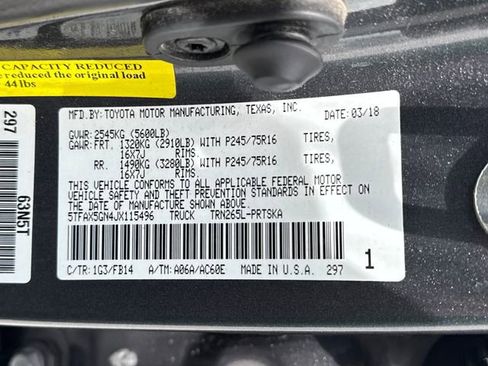 CAPACITY REDUCED
reduced the original load
44 lbs
MFD.BY: TOYOTA MOTOR MANUFACTURING, TEXAS, INC.
03/18
GVWR: 2545KG (5600LB)
GAWR: FRT. 1320KG (2910LB) WITH P245/75R16 TIRES,
16X7J RIMS.
RR. 1490KG (3280LB) WITH P245/75R16 TIRES,
16X7J RIMS.
THIS VEHICLE CONFORMS TO ALL APPLICABLE FEDERAL MOTOR
VEHICLE SAFETY AND THEFT PREVENTION STANDARDS IN EFFECT ON
THE DATE OF MANUFACTURE SHOWN ABOVE.
5TFAX5GN4JX115496 TRUCK TRN265L-PRTSKA
C/TR: 1G3/FB14 A/TM: A06A/AC60E MADE IN U.S.A. 297
1
297
63N5T